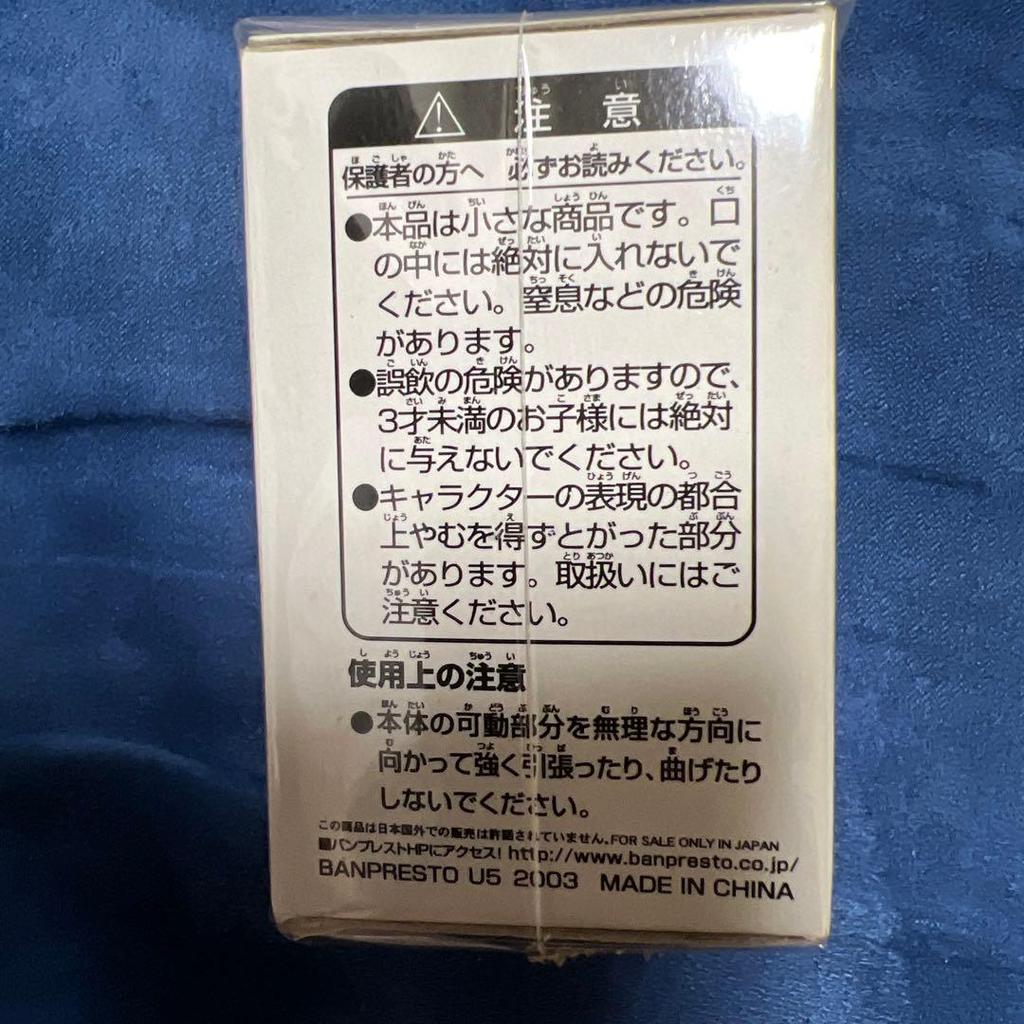 ⚠ 注意
保護者の方へ 必ずお読みください。
●本品は小さな商品です。口
の中には絶対に入れないで
ください。窒息などの危険
があります。
●誤飲の危険がありますので、
3才未満のお子様には絶対
に与えないでください。
●キャラクターの表現の都合
上やむを得ずとがった部分
があります。取扱いにはご
注意ください。
使用上の注意
●本体の可動部分を無理な方向に
向かって強く引張ったり、曲げたり
しないでください。
この商品は日本国外での販売は許諾されていません。FOR SALE ONLY IN JAPAN
■バンプレストHPにアクセス! http://www.banpresto.co.jp/
BANPRESTO U5 2003 MADE IN CHINA